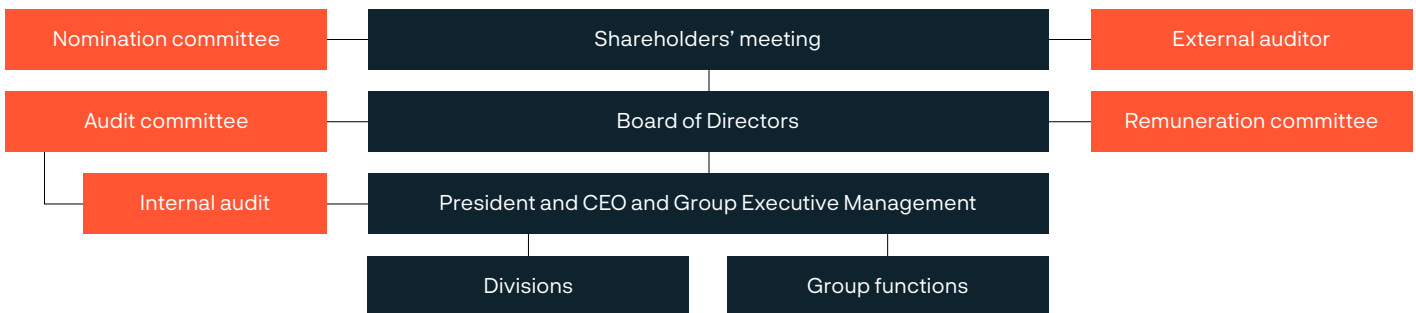 Nomination committee
Shareholders’ meeting
External auditor
Audit committee
Board of Directors
Remuneration committee
Internal audit
President and CEO and Group Executive Management
Divisions
Group functions